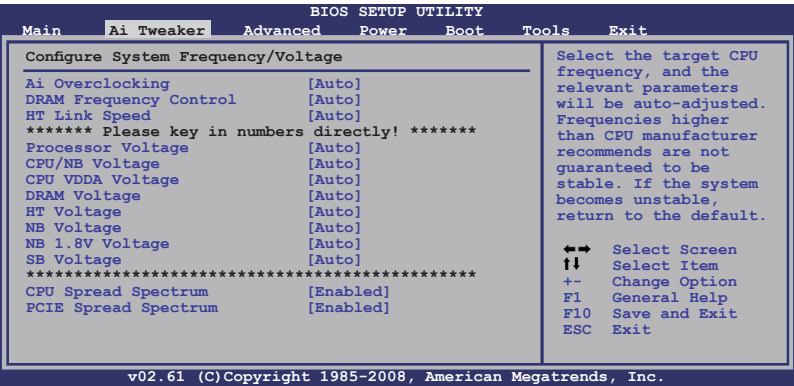 BIOS SETUP UTILITY
Main Ai Tweaker Advanced Power Boot Tools Exit
Configure System Frequency/Voltage
Ai Overclocking [Auto]
DRAM Frequency Control [Auto]
HT Link Speed [Auto]
******* Please key in numbers directly! *******
Processor Voltage [Auto]
CPU/NB Voltage [Auto]
CPU VDDA Voltage [Auto]
DRAM Voltage [Auto]
HT Voltage [Auto]
NB Voltage [Auto]
NB 1.8V Voltage [Auto]
SB Voltage [Auto]
***********************************************
CPU Spread Spectrum [Enabled]
PCIE Spread Spectrum [Enabled]
Select the target CPU
frequency, and the
relevant parameters
will be auto-adjusted.
Frequencies higher
than CPU manufacturer
recommends are not
guaranteed to be
stable. If the system
becomes unstable,
return to the default.
←→ Select Screen
↑↓ Select Item
+- Change Option
F1 General Help
F10 Save and Exit
ESC Exit
v02.61 (C)Copyright 1985-2008, American Megatrends, Inc.